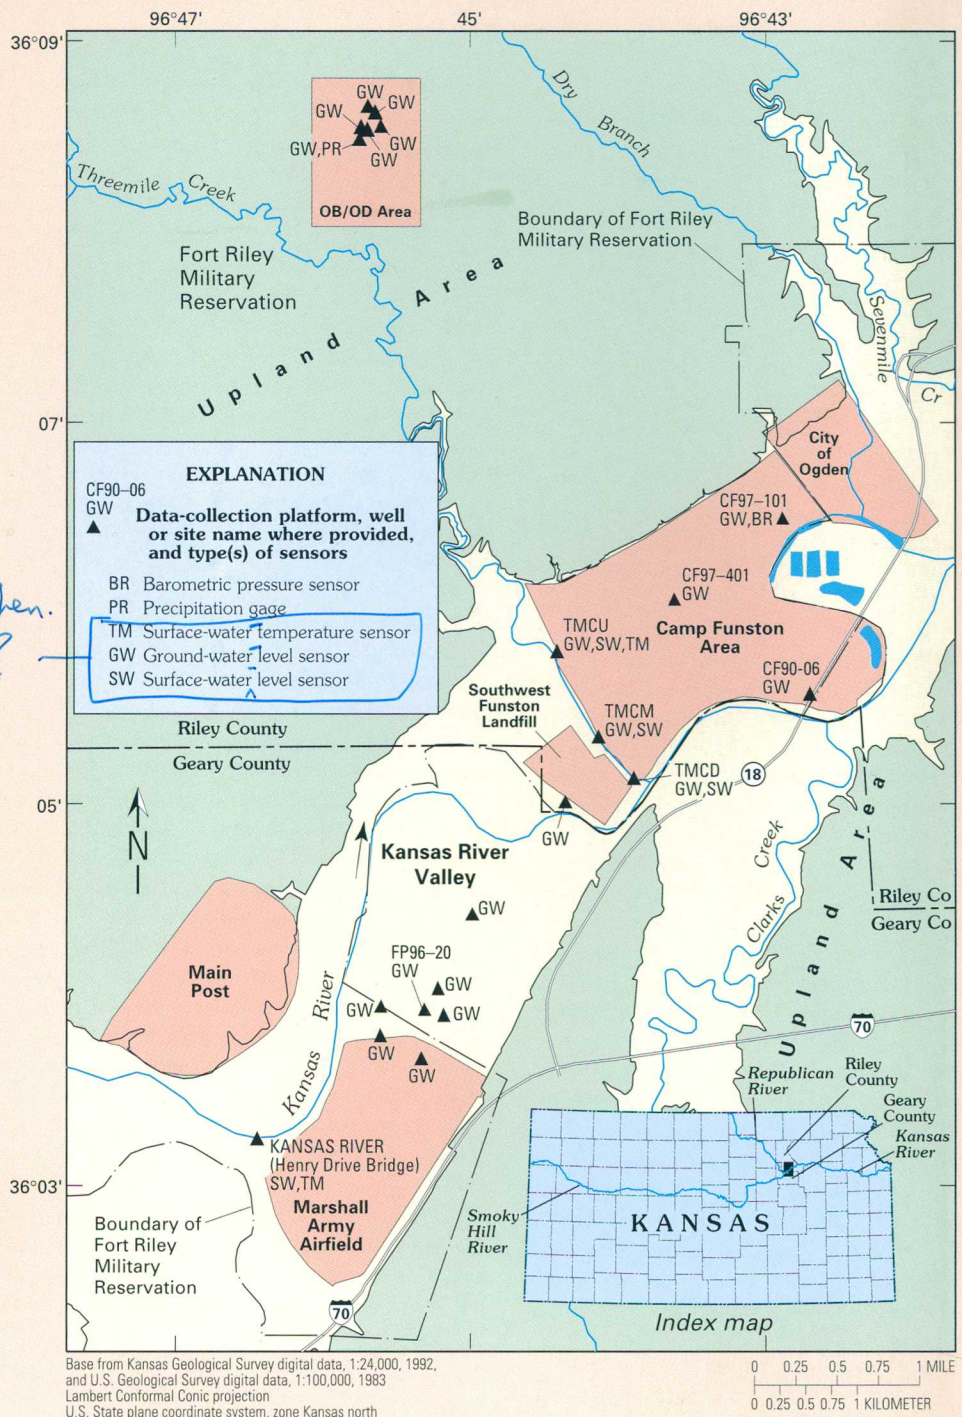 96°47'
45'
96°43'
36°09'
GW
GW
GW
GW
GW,PR
GW
OB/OD Area
Dry
Branch
Threemile Creek
Fort Riley
Military
Reservation
Boundary of Fort Riley
Military Reservation
Upland Area
Sevenmile
Cr
07'
EXPLANATION
CF90–06
GW
Data-collection platform, well
or site name where provided,
and type(s) of sensors
BR Barometric pressure sensor
PR Precipitation gage
TM Surface-water temperature sensor
GW Ground-water level sensor
SW Surface-water level sensor
City
of
Ogden
CF97–101
GW,BR
CF97–401
GW
TMCU
GW,SW,TM
Camp Funston
Area
CF90-06
GW
Southwest
Funston
Landfill
TMCM
GW,SW
TMCD
GW,SW
18
Riley County
Geary County
05'
N
GW
Kansas River
Valley
GW
Clarks Creek
Upland Area
Riley Co
Geary Co
Main
Post
FP96–20
GW
GW
GW
GW
GW
GW
Kansas River
70
KANSAS RIVER
(Henry Drive Bridge)
SW,TM
36°03'
Marshall
Army
Airfield
Boundary of
Fort Riley
Military
Reservation
70
Republican
River
Riley
County
Geary
County
Kansas
River
Smoky
Hill
River
KANSAS
Index map
Base from Kansas Geological Survey digital data, 1:24,000, 1992,
and U.S. Geological Survey digital data, 1:100,000, 1983
Lambert Conformal Conic projection
U.S. State plane coordinate system, zone Kansas north
0 0.25 0.5 0.75 1 MILE
0 0.25 0.5 0.75 1 KILOMETER